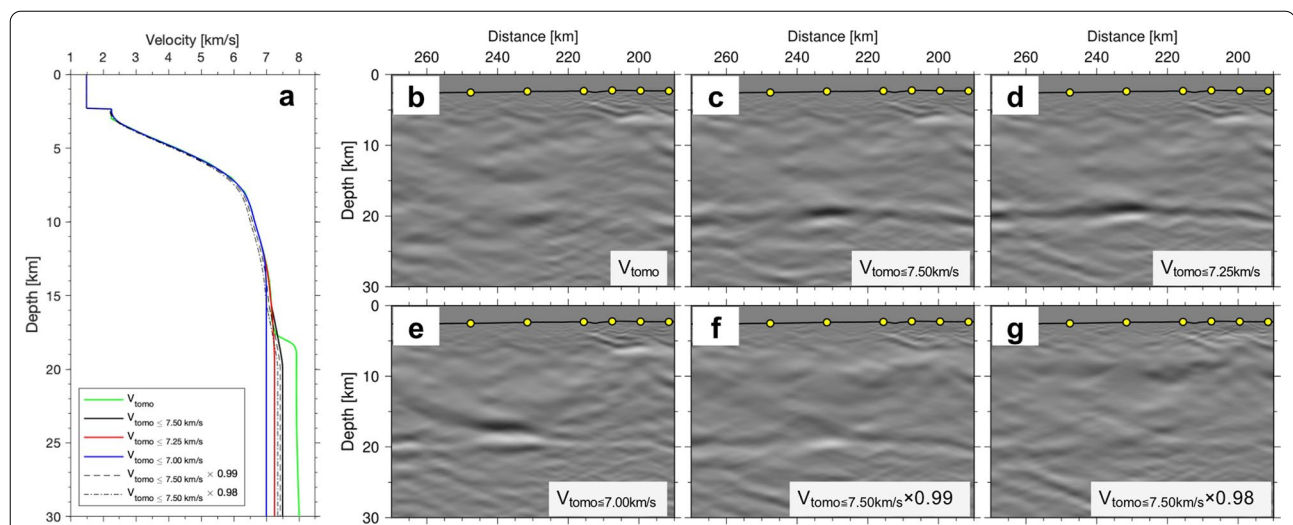 Velocity [km/s]
1 2 3 4 5 6 7 8
Depth [km]
0
5
10
15
20
25
30
a
Vtomo
Vtomo ≤ 7.50 km/s
Vtomo ≤ 7.25 km/s
Vtomo ≤ 7.00 km/s
Vtomo ≤ 7.50 km/s × 0.99
Vtomo ≤ 7.50 km/s × 0.98
Distance [km]
260 240 220 200
Depth [km]
0
10
20
30
b
Vtomo
Distance [km]
260 240 220 200
c
Vtomo≦7.50km/s
Distance [km]
260 240 220 200
d
Vtomo≦7.25km/s
Depth [km]
0
10
20
30
e
Vtomo≦7.00km/s
f
Vtomo≦7.50km/s×0.99
g
Vtomo≦7.50km/s×0.98